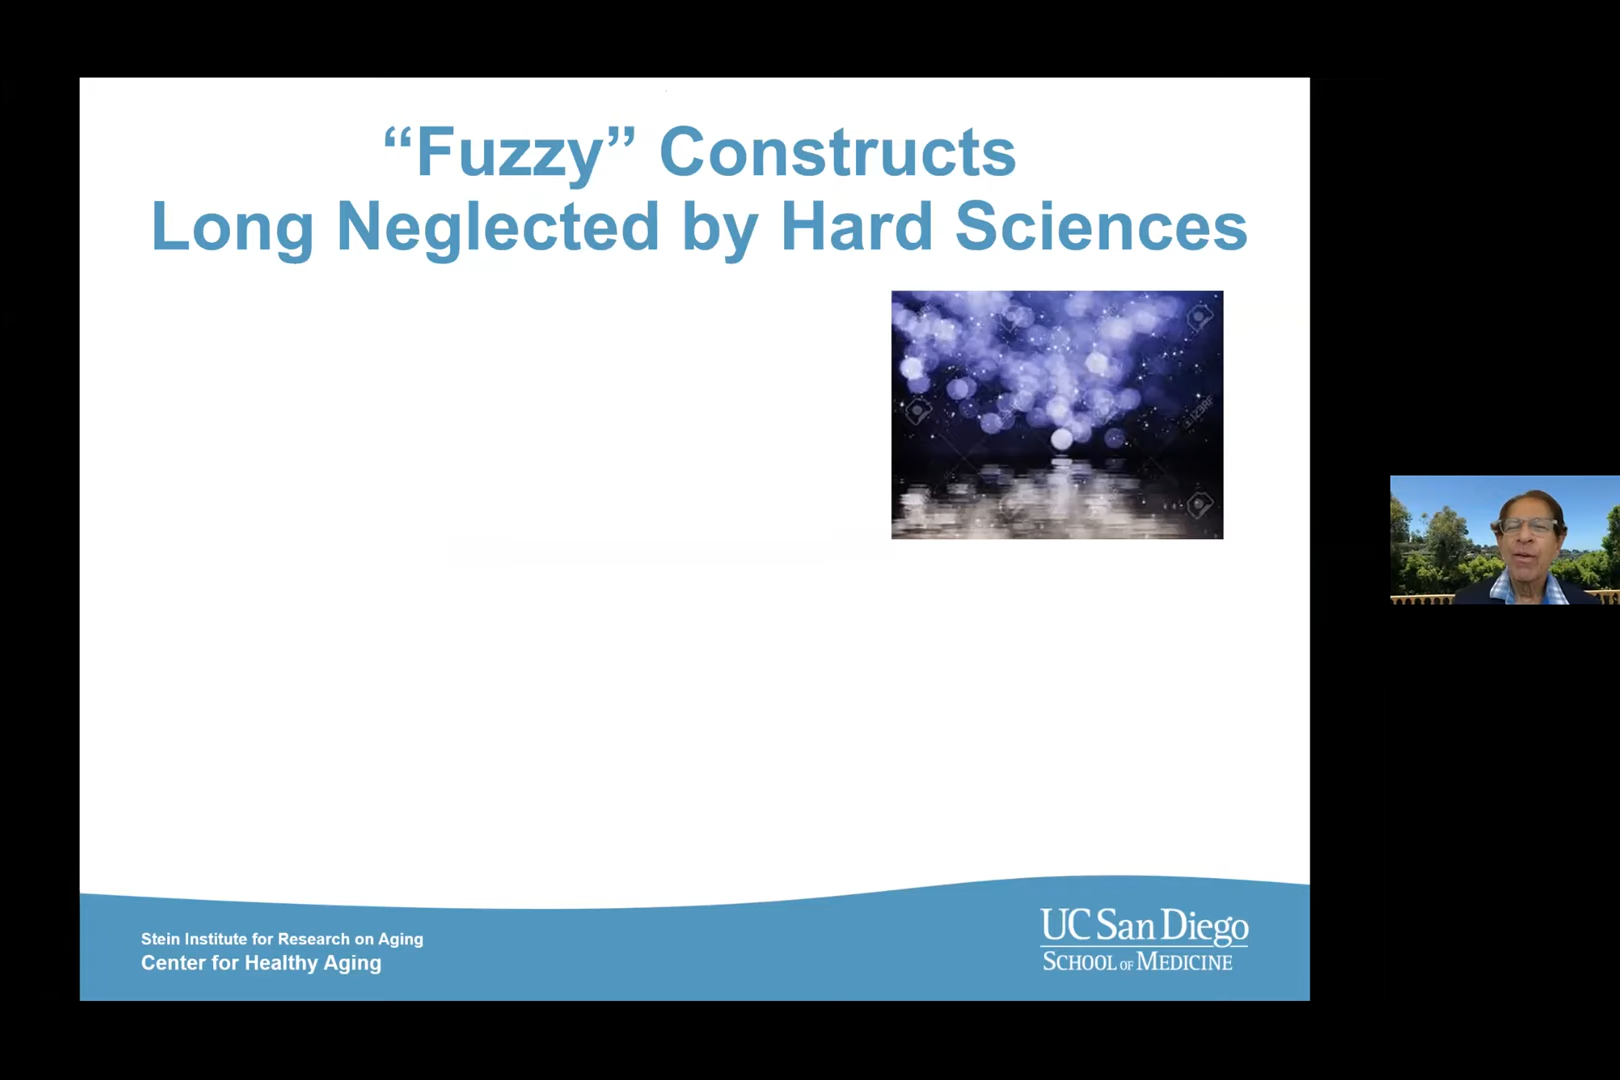 “Fuzzy” Constructs
Long Neglected by Hard Sciences
123RF
Stein Institute for Research on Aging
Center for Healthy Aging
UC San Diego
SCHOOL OF MEDICINE